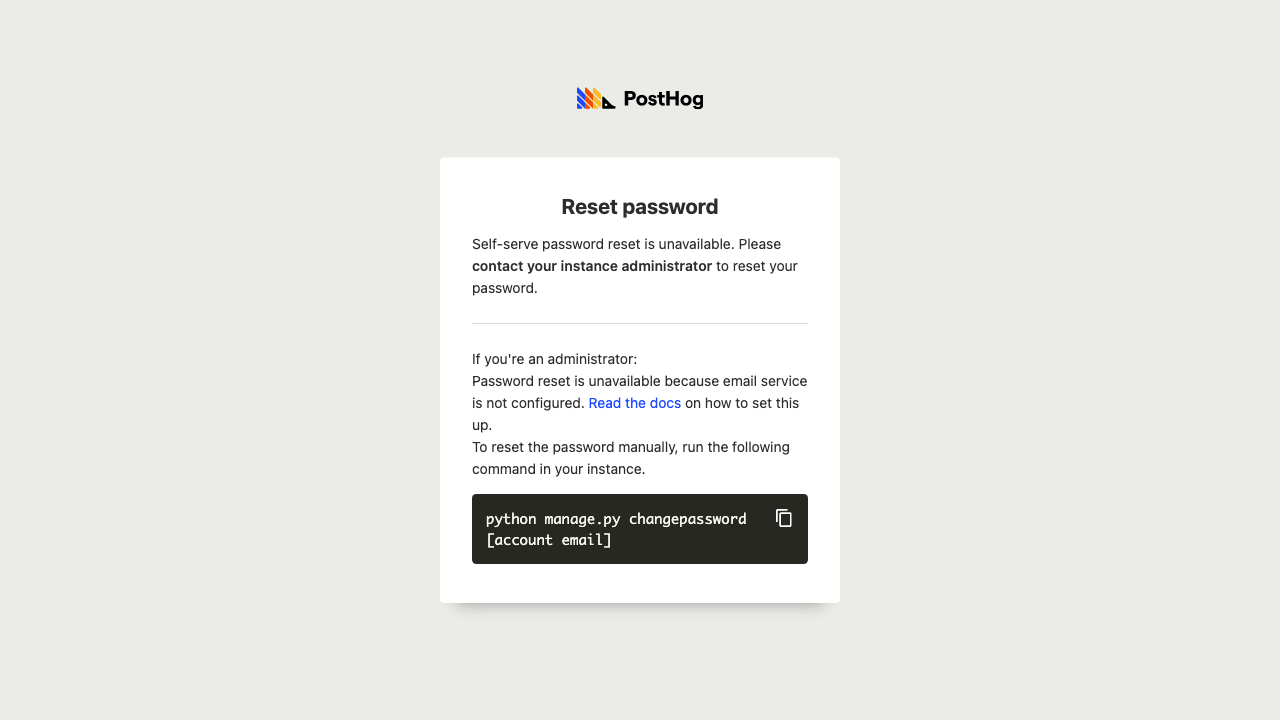 PostHog
Reset password
Self-serve password reset is unavailable. Please
contact your instance administrator to reset your
password.
If you're an administrator:
Password reset is unavailable because email service
is not configured. Read the docs on how to set this
up.
To reset the password manually, run the following
command in your instance.
python manage.py changepassword
[account email]